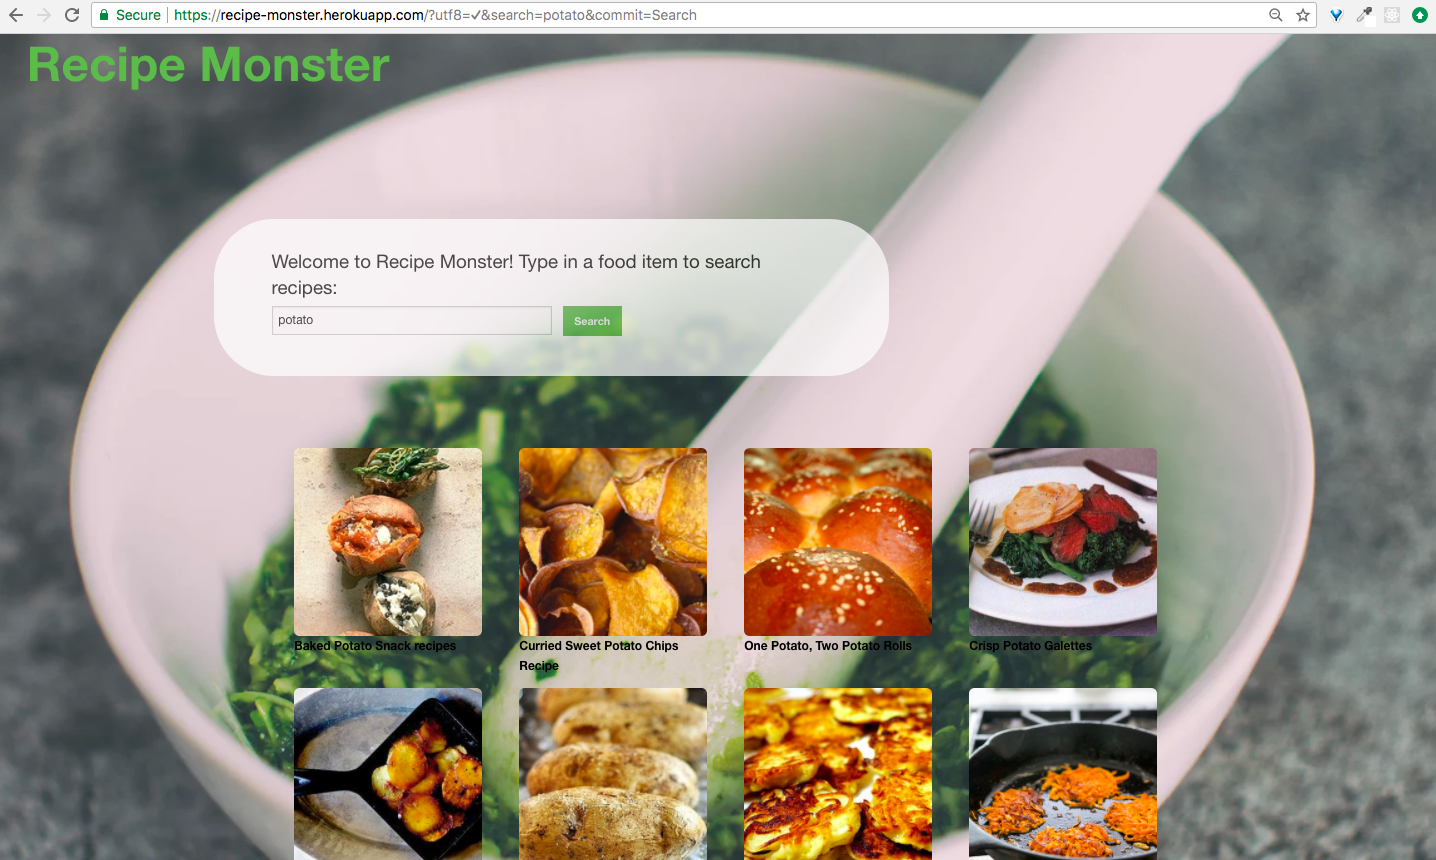 Secure https://recipe-monster.herokuapp.com/?utf8=✓&search=potato&commit=Search
Recipe Monster
Welcome to Recipe Monster! Type in a food item to search
recipes:
potato Search
Baked Potato Snack recipes
Curried Sweet Potato Chips
Recipe
One Potato, Two Potato Rolls
Crisp Potato Galettes